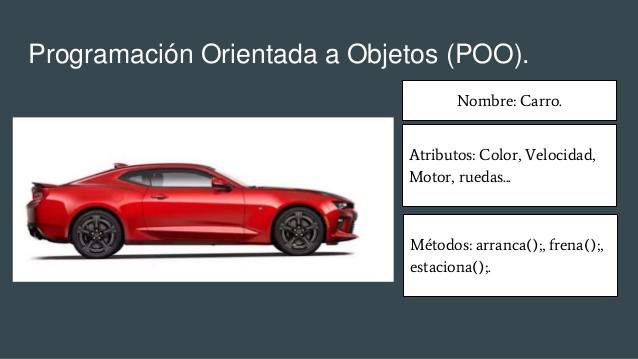 Programación Orientada a Objetos (POO).
Nombre: Carro.
Atributos: Color, Velocidad,
Motor, ruedas...
Métodos: arranca();, frena();,
estaciona();.